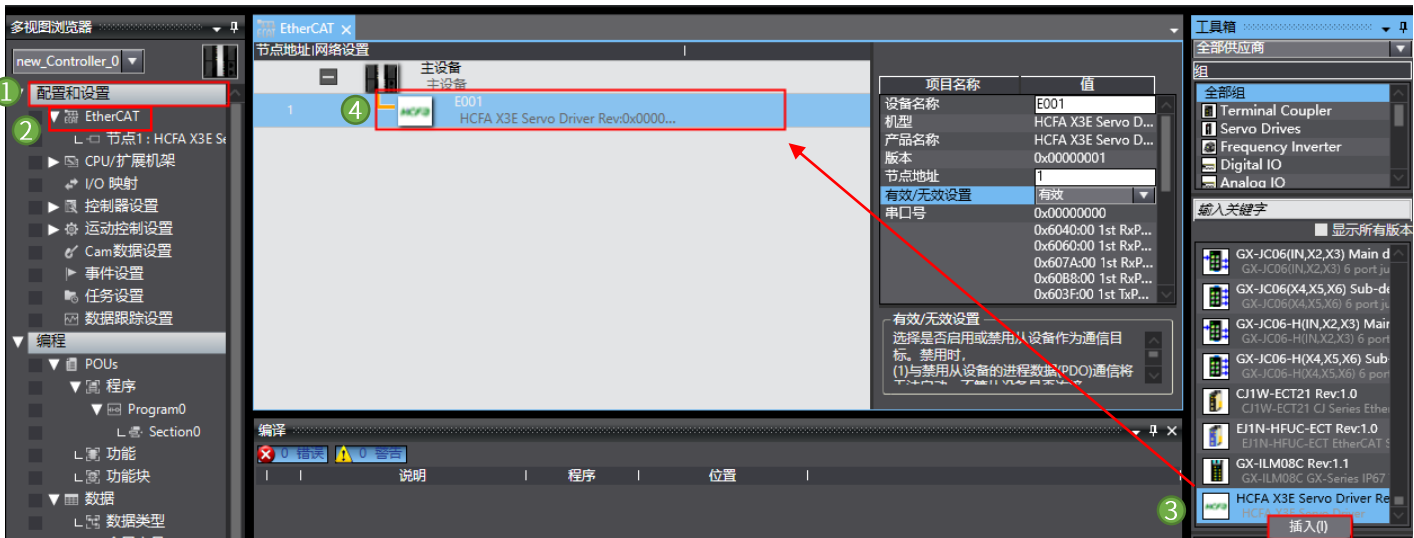 多视图浏览器
new_Controller_0
1
配置和设置
2
EtherCAT
节点1 : HCFA X3E Se
CPU/扩展机架
I/O 映射
控制器设置
运动控制设置
Cam数据设置
事件设置
任务设置
数据跟踪设置
编程
POUs
程序
Program0
Section0
功能
功能块
数据
数据类型
EtherCAT
节点地址|网络设置
主设备
主设备
1
4
HCFA
E001
HCFA X3E Servo Driver Rev:0x0000...
项目名称 值
设备名称 E001
机型 HCFA X3E Servo D...
产品名称 HCFA X3E Servo D...
版本 0x00000001
节点地址 1
有效/无效设置 有效
串口号 0x00000000
0x6040:00 1st RxP...
0x6060:00 1st RxP...
0x607A:00 1st RxP...
0x60B8:00 1st RxP...
0x603F:00 1st TxP...
有效/无效设置
选择是否启用或禁用从设备作为通信目
标。禁用时,
(1)与禁用从设备的进程数据(PDO)通信将
编译
0 错误 0 警告
说明 程序 位置
工具箱
全部供应商
组
全部组
Terminal Coupler
Servo Drives
Frequency Inverter
Digital IO
Analog IO
输入关键字
显示所有版本
GX-JC06(IN,X2,X3) Main d
GX-JC06(IN,X2,X3) 6 port ju
GX-JC06(X4,X5,X6) Sub-de
GX-JC06(X4,X5,X6) 6 port ju
GX-JC06-H(IN,X2,X3) Main
GX-JC06-H(IN,X2,X3) 6 port
GX-JC06-H(X4,X5,X6) Sub-
GX-JC06-H(X4,X5,X6) 6 port
CJ1W-ECT21 Rev:1.0
CJ1W-ECT21 CJ Series Ether
EJ1N-HFUC-ECT Rev:1.0
EJ1N-HFUC-ECT EtherCAT S
GX-ILM08C Rev:1.1
GX-ILM08C GX-Series IP67
3
HCFA
HCFA X3E Servo Driver Re
HCFA X3E Servo Driver
插入(I)